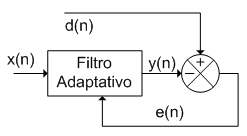 d(n)
x(n)
Filtro
Adaptativo
y(n)
+
-
e(n)